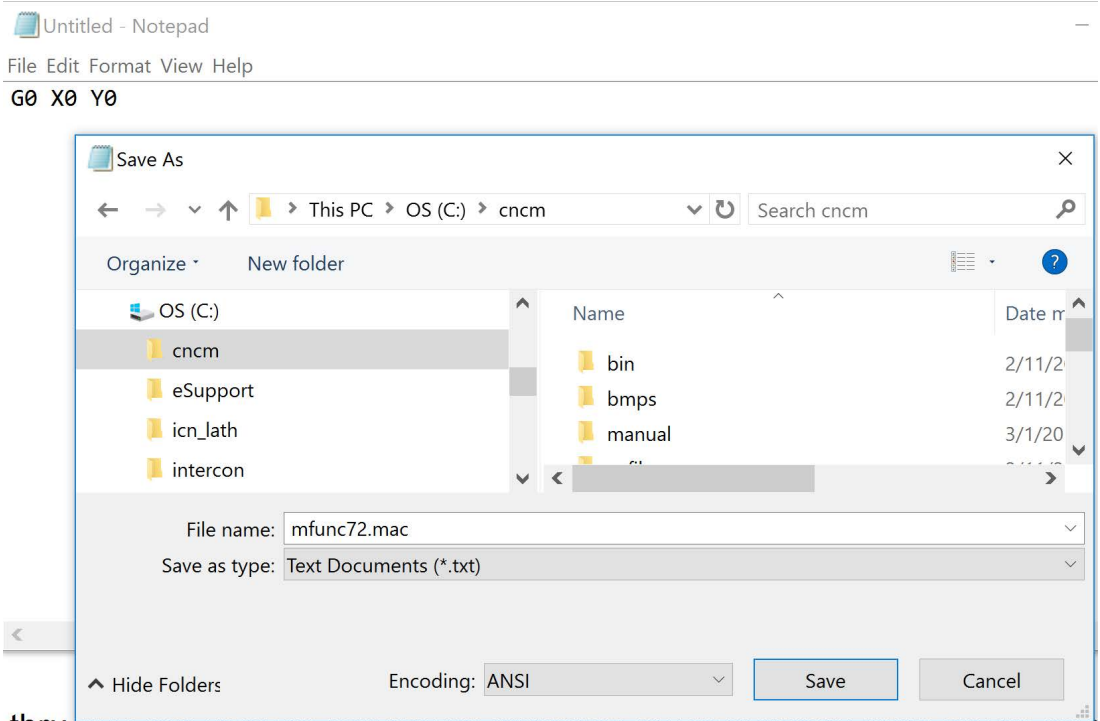 Untitled - Notepad
File Edit Format View Help
G0 X0 Y0
Save As
This PC > OS (C:) > cncm
Search cncm
Organize
New folder
?
OS (C:)
cncm
eSupport
icn_lath
intercon
Name
Date m
bin
2/11/2
bmps
2/11/2
manual
3/1/20
File name: mfunc72.mac
Save as type: Text Documents (*.txt)
Hide Folders
Encoding: ANSI
Save
Cancel